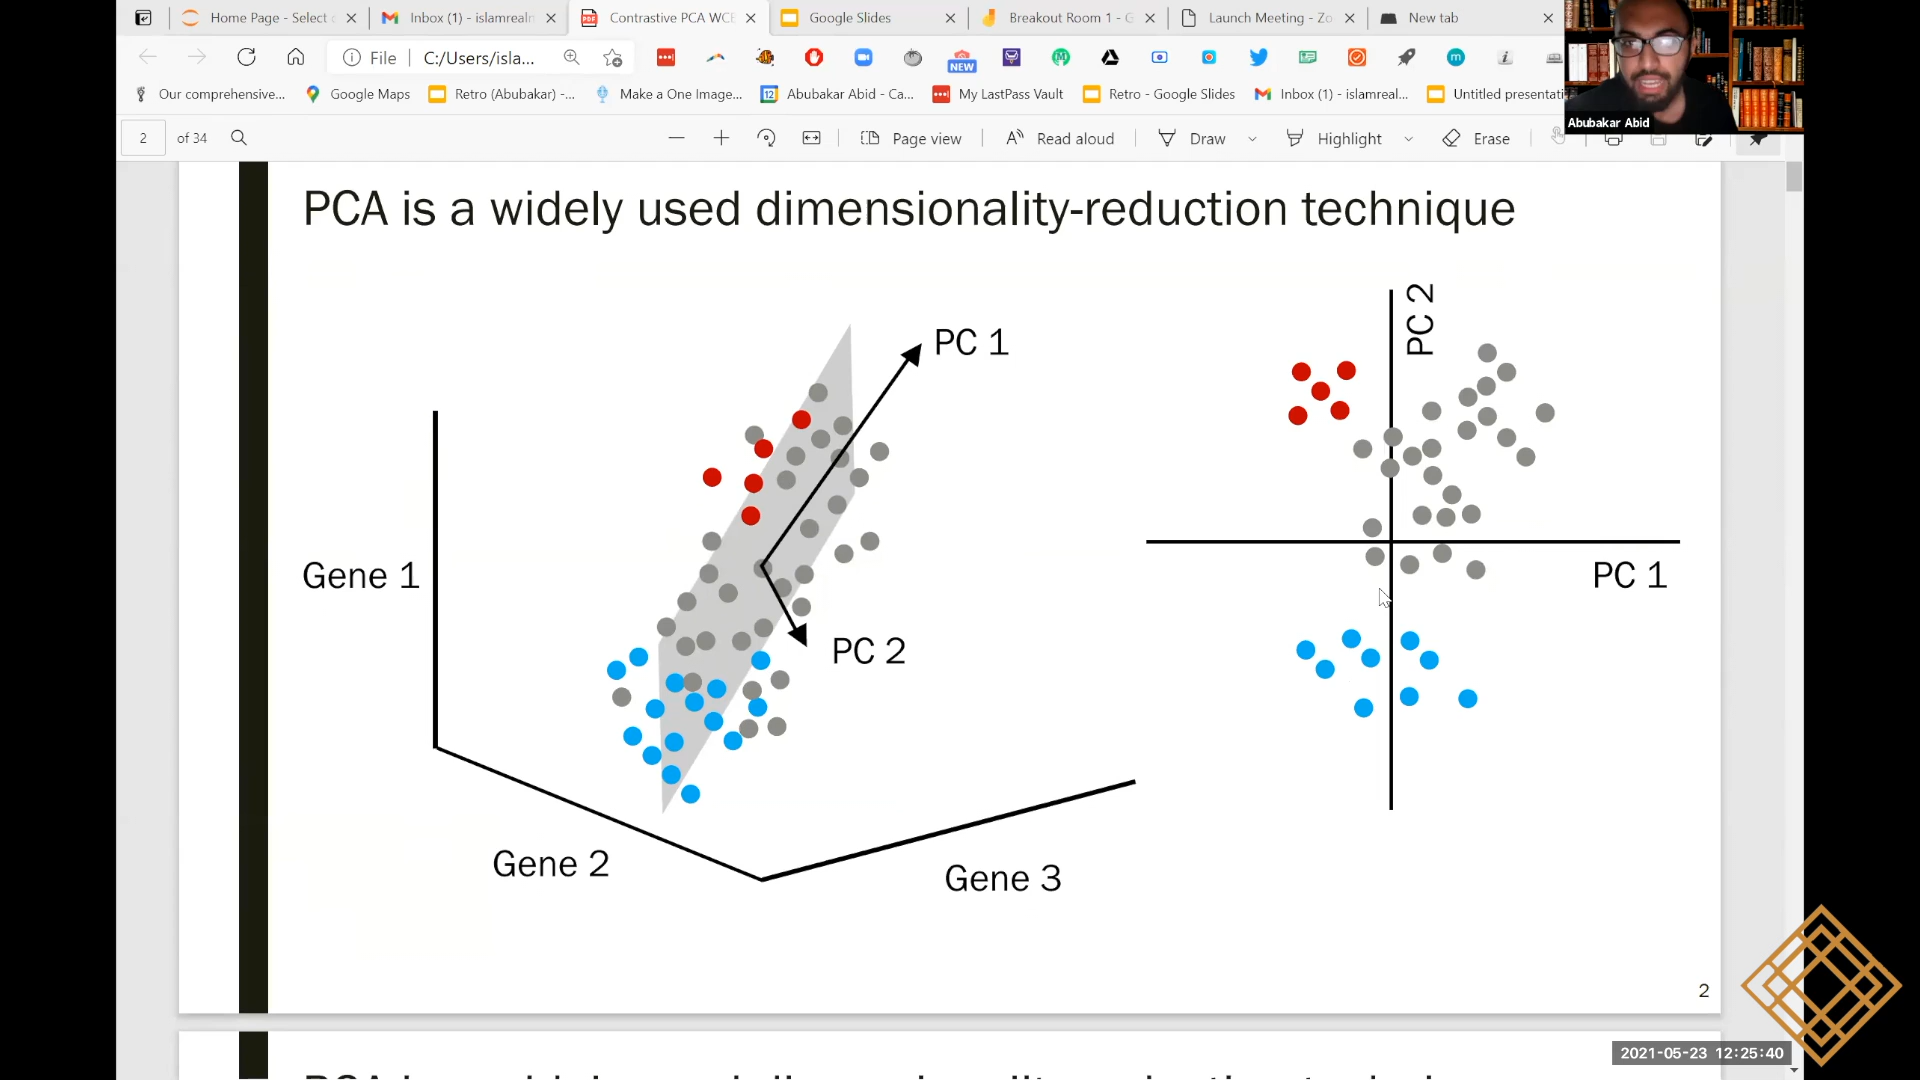 Home Page - Select
Inbox (1) - islamrealm
Contrastive PCA WCE
Google Slides
Breakout Room 1 - G
Launch Meeting - Zo
New tab
File
C:/Users/isla...
NEW
Our comprehensive...
Google Maps
Retro (Abubakar) -...
Make a One Image...
12
Abubakar Abid - Ca...
My LastPass Vault
Retro - Google Slides
Inbox (1) - islamreal...
Untitled presentati
Abubakar Abid
2
of 34
Page view
Read aloud
Draw
Highlight
Erase
PCA is a widely used dimensionality-reduction technique
PC 1
PC 2
Gene 1
Gene 2
Gene 3
PC 2
PC 1
2
2021-05-23 12:25:40